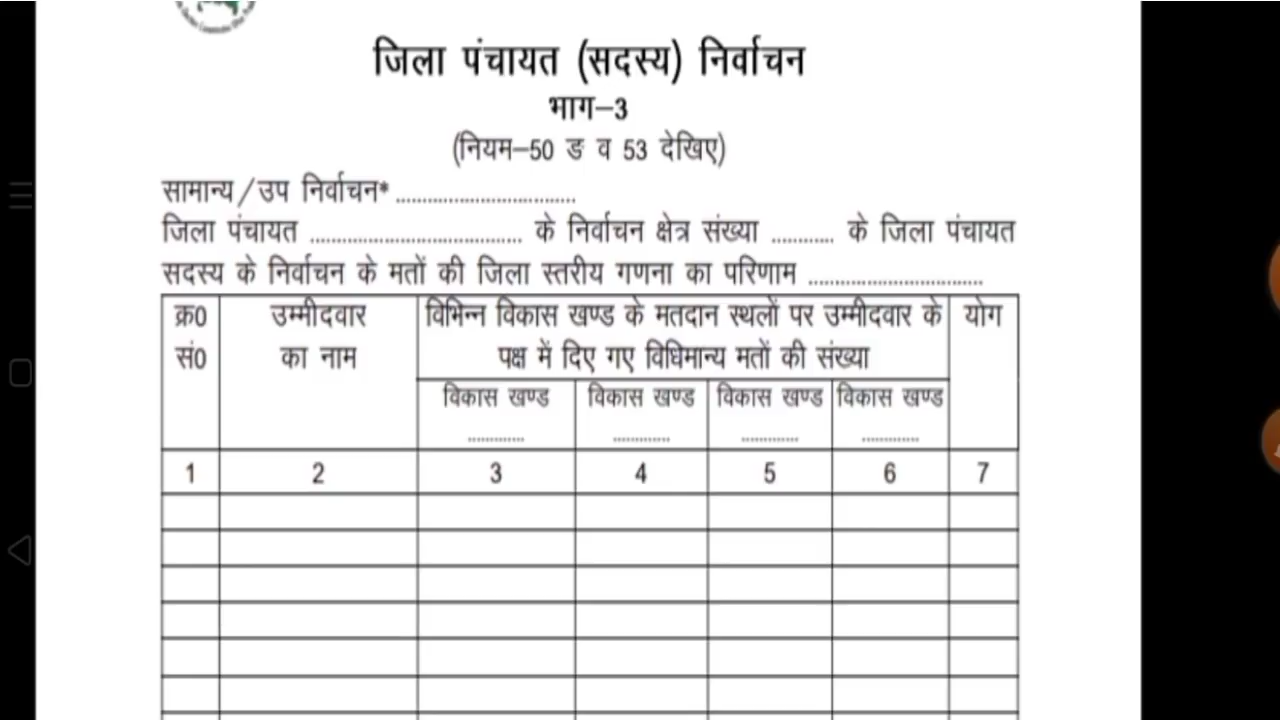 जिला पंचायत (सदस्य) निर्वाचन
भाग–3
(नियम–50 ङ व 53 देखिए)
सामान्य/उप निर्वाचन* ..................................
जिला पंचायत ........................................ के निर्वाचन क्षेत्र संख्या ............ के जिला पंचायत
सदस्य के निर्वाचन के मतों की जिला स्तरीय गणना का परिणाम .................................
क्र0 उम्मीदवार विभिन्न विकास खण्ड के मतदान स्थलों पर उम्मीदवार के योग
सं0 का नाम पक्ष में दिए गए विधिमान्य मतों की संख्या
विकास खण्ड विकास खण्ड विकास खण्ड विकास खण्ड
............. ............. ............. .............
1 2 3 4 5 6 7